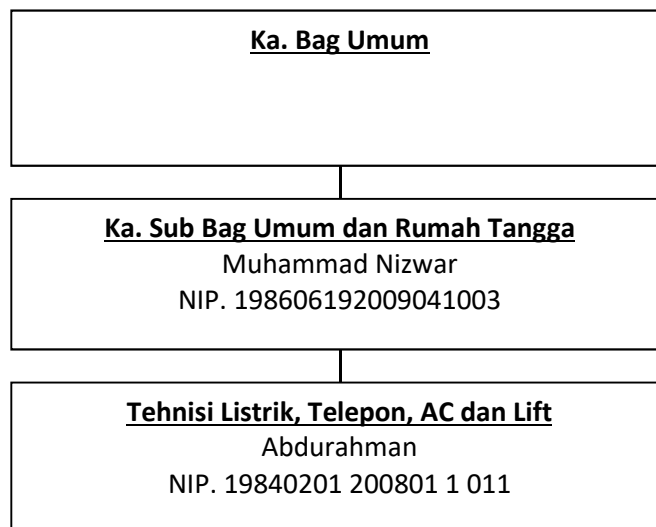 Ka. Bag Umum
Ka. Sub Bag Umum dan Rumah Tangga
Muhammad Nizwar
NIP. 198606192009041003
Tehnisi Listrik, Telepon, AC dan Lift
Abdurahman
NIP. 19840201 200801 1 011